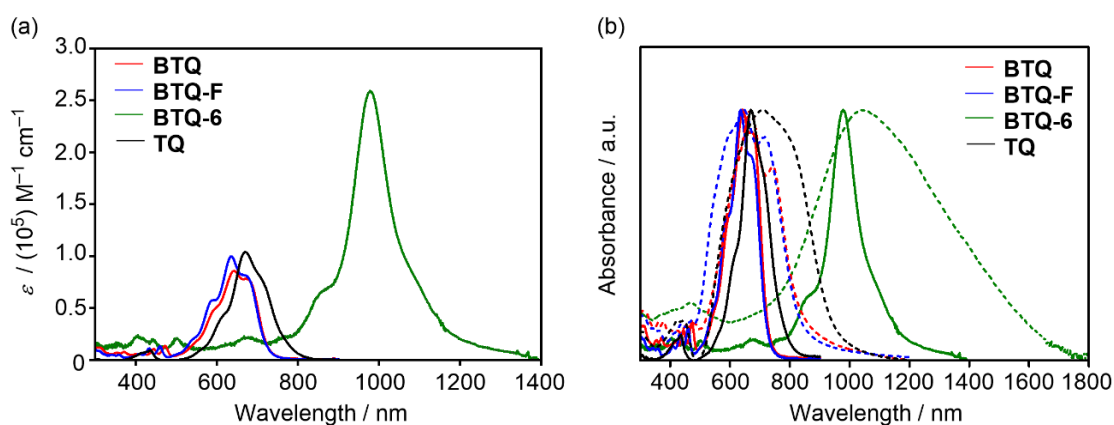 (a)
3.0
2.5
2.0
1.5
1.0
0.5
0
ε / (10⁵) M⁻¹ cm⁻¹
BTQ
BTQ-F
BTQ-6
TQ
400 600 800 1000 1200 1400
Wavelength / nm
(b)
Absorbance / a.u.
BTQ
BTQ-F
BTQ-6
TQ
400 600 800 1000 1200 1400 1600 1800
Wavelength / nm